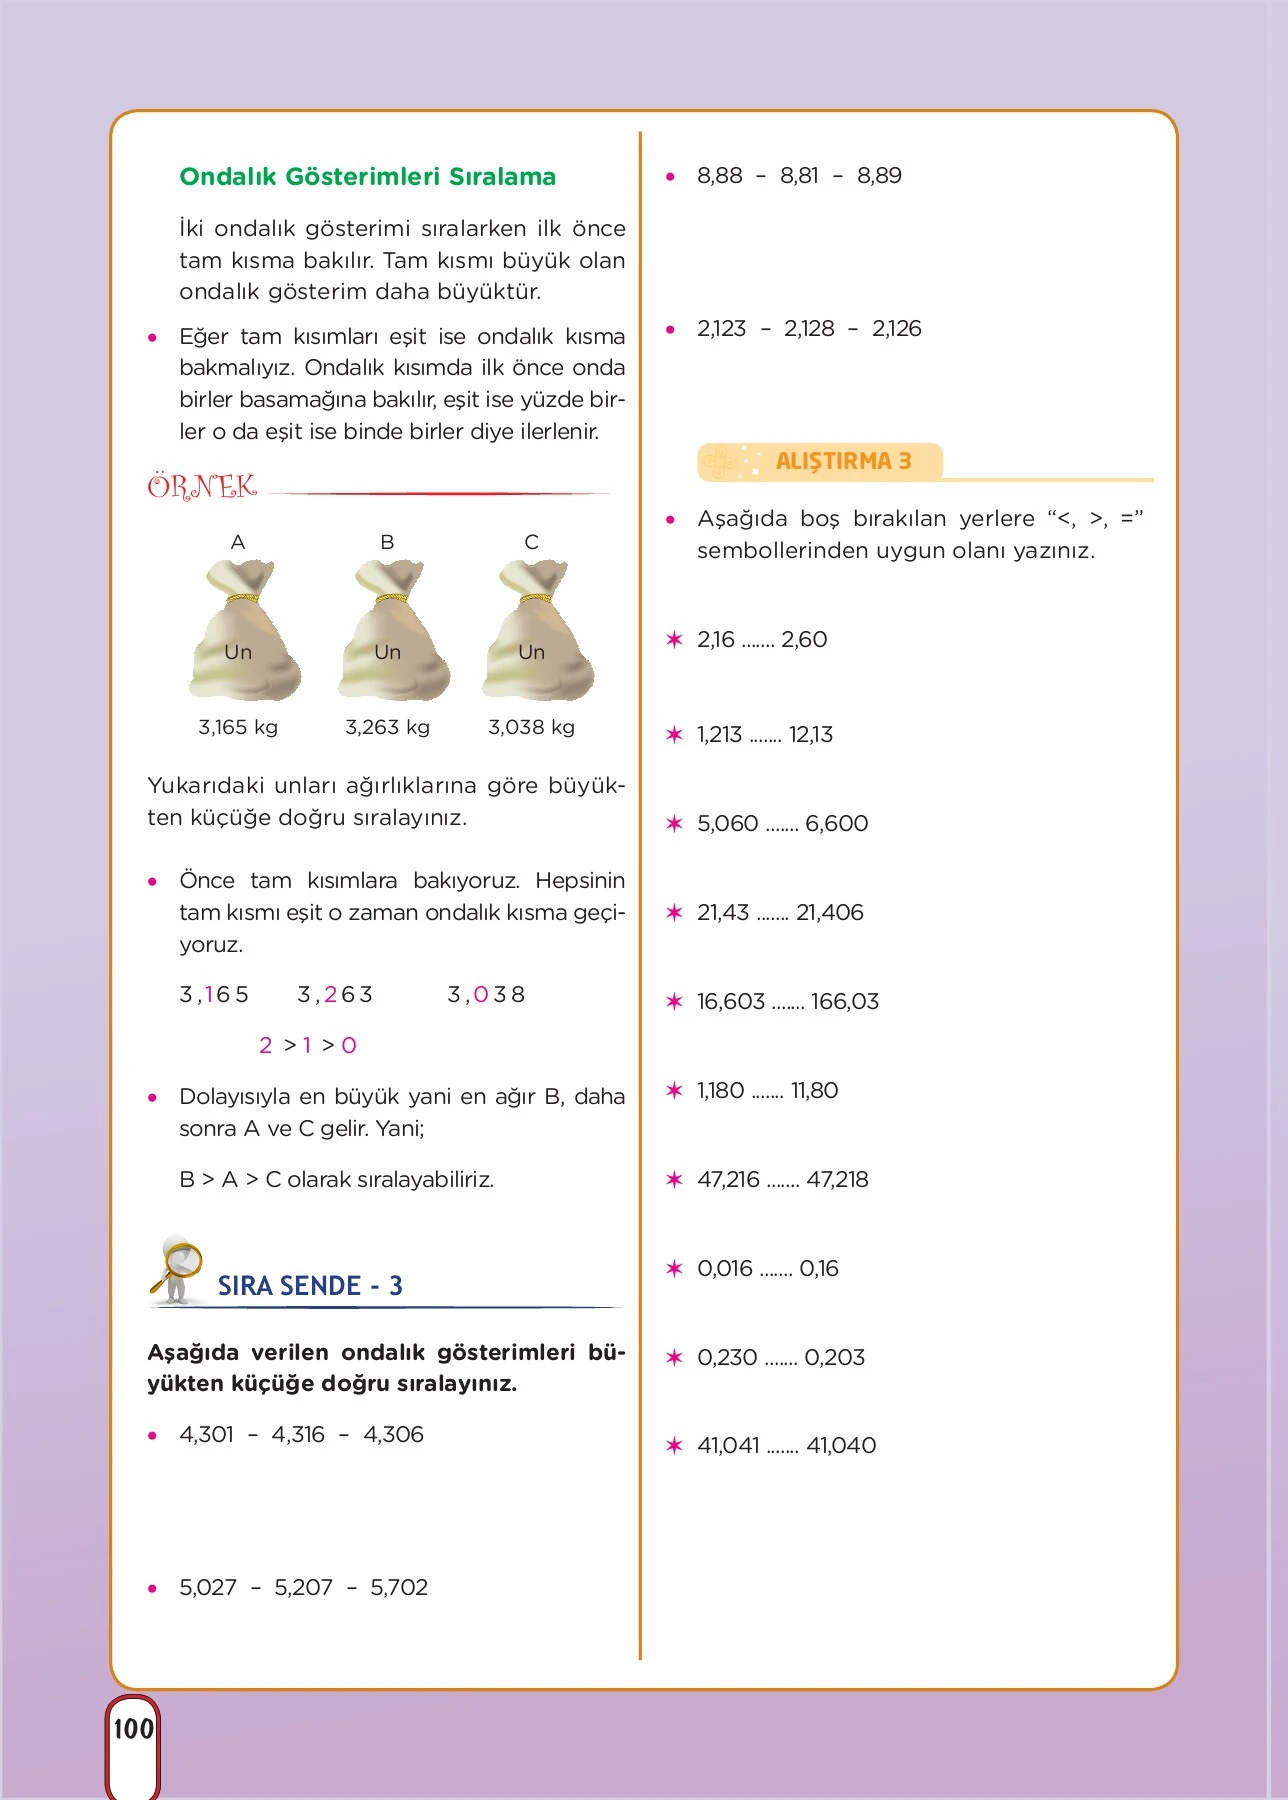 Ondalık Gösterimleri Sıralama
İki ondalık gösterimi sıralarken ilk önce
tam kısma bakılır. Tam kısmı büyük olan
ondalık gösterim daha büyüktür.
• Eğer tam kısımları eşit ise ondalık kısma
bakmalıyız. Ondalık kısımda ilk önce onda
birler basamağına bakılır, eşit ise yüzde bir-
ler o da eşit ise binde birler diye ilerlenir.
ÖRNEK
A B C
Un Un Un
3,165 kg 3,263 kg 3,038 kg
Yukarıdaki unları ağırlıklarına göre büyük-
ten küçüğe doğru sıralayınız.
• Önce tam kısımlara bakıyoruz. Hepsinin
tam kısmı eşit o zaman ondalık kısma geçi-
yoruz.
3,165 3,263 3,038
2 > 1 > 0
• Dolayısıyla en büyük yani en ağır B, daha
sonra A ve C gelir. Yani;
B > A > C olarak sıralayabiliriz.
SIRA SENDE - 3
Aşağıda verilen ondalık gösterimleri bü-
yükten küçüğe doğru sıralayınız.
• 4,301 – 4,316 – 4,306
• 5,027 – 5,207 – 5,702
• 8,88 – 8,81 – 8,89
• 2,123 – 2,128 – 2,126
ALIŞTIRMA 3
• Aşağıda boş bırakılan yerlere “<, >, =”
sembollerinden uygun olanı yazınız.
✶ 2,16 ....... 2,60
✶ 1,213 ....... 12,13
✶ 5,060 ....... 6,600
✶ 21,43 ....... 21,406
✶ 16,603 ....... 166,03
✶ 1,180 ....... 11,80
✶ 47,216 ....... 47,218
✶ 0,016 ....... 0,16
✶ 0,230 ....... 0,203
✶ 41,041 ....... 41,040
100